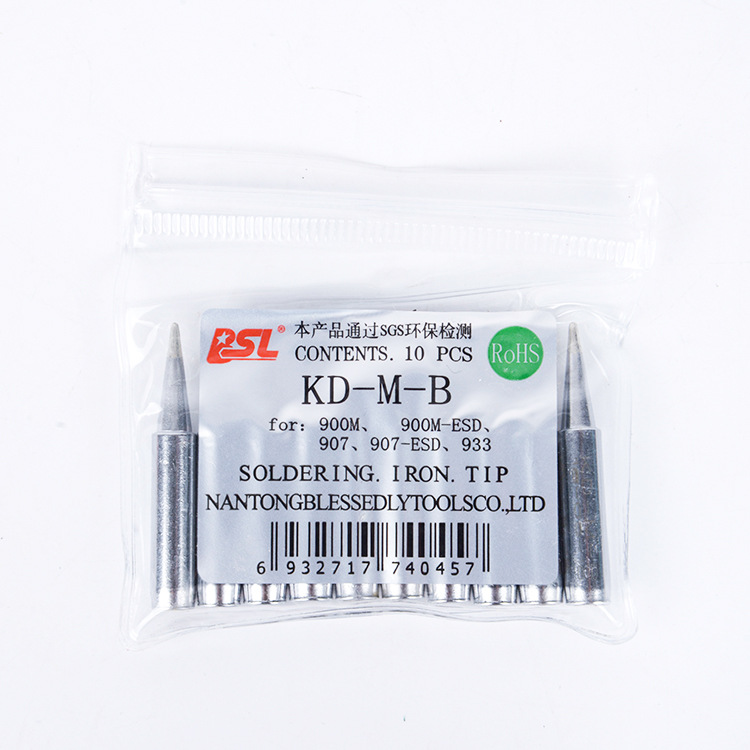 BSL®
本产品通过SGS环保检测
CONTENTS. 10 PCS
RoHS
KD-M-B
for: 900M、 900M-ESD、
907、907-ESD、933
SOLDERING. IRON. TIP
NANTONGBLESSEDLYTOOLSCO.,LTD
6 932717 740457